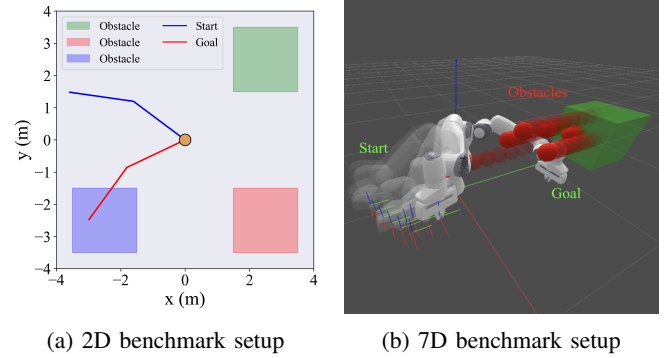 Obstacle
Obstacle
Obstacle
Start
Goal
4
3
2
1
0
−1
−2
−3
−4
y (m)
−4
−2
0
2
4
x (m)
(a) 2D benchmark setup
Obstacles
Start
Goal
(b) 7D benchmark setup